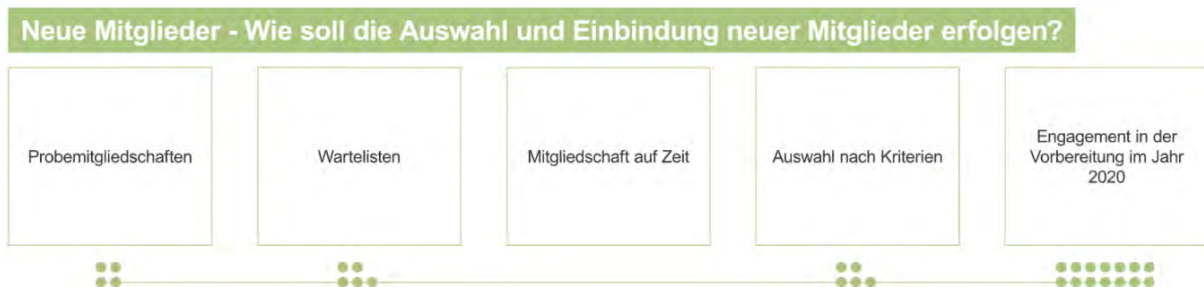 Neue Mitglieder - Wie soll die Auswahl und Einbindung neuer Mitglieder erfolgen?
Probemitgliedschaften
Wartelisten
Mitgliedschaft auf Zeit
Auswahl nach Kriterien
Engagement in der
Vorbereitung im Jahr
2020